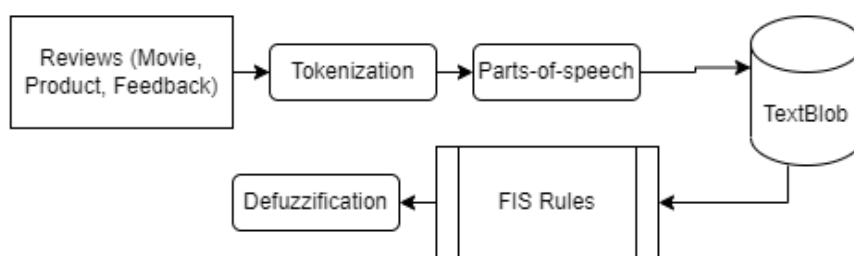 Reviews (Movie,
Product, Feedback)
Tokenization
Parts-of-speech
TextBlob
FIS Rules
Defuzzification